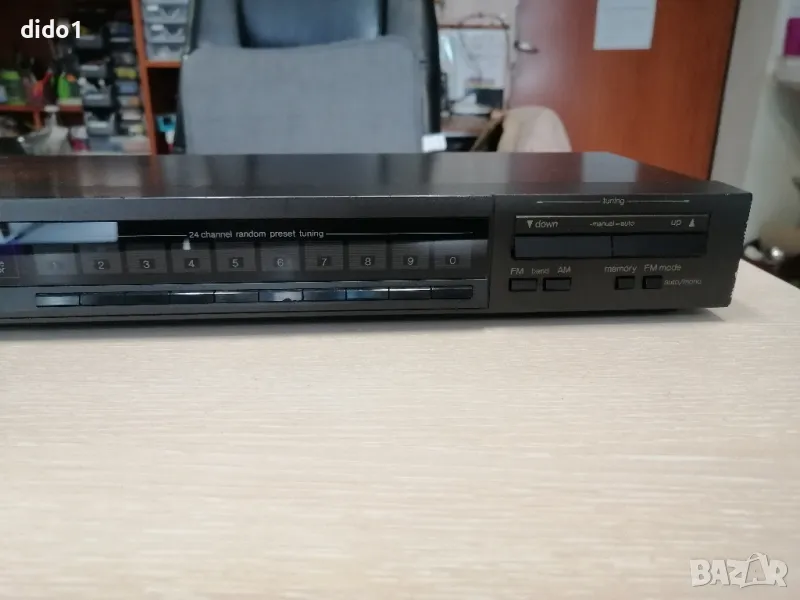 dido1
tuning
▼ down -manual-auto up ▲
24 channel random preset tuning
1 2 3 4 5 6 7 8 9 0
FM band AM memory FM mode
auto/mono
BAZAR